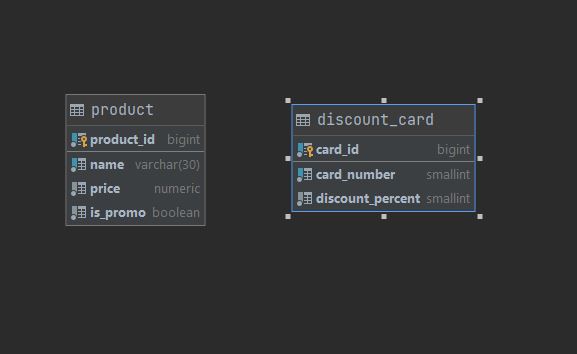 product
product_id bigint
name varchar(30)
price numeric
is_promo boolean
discount_card
card_id bigint
card_number smallint
discount_percent smallint